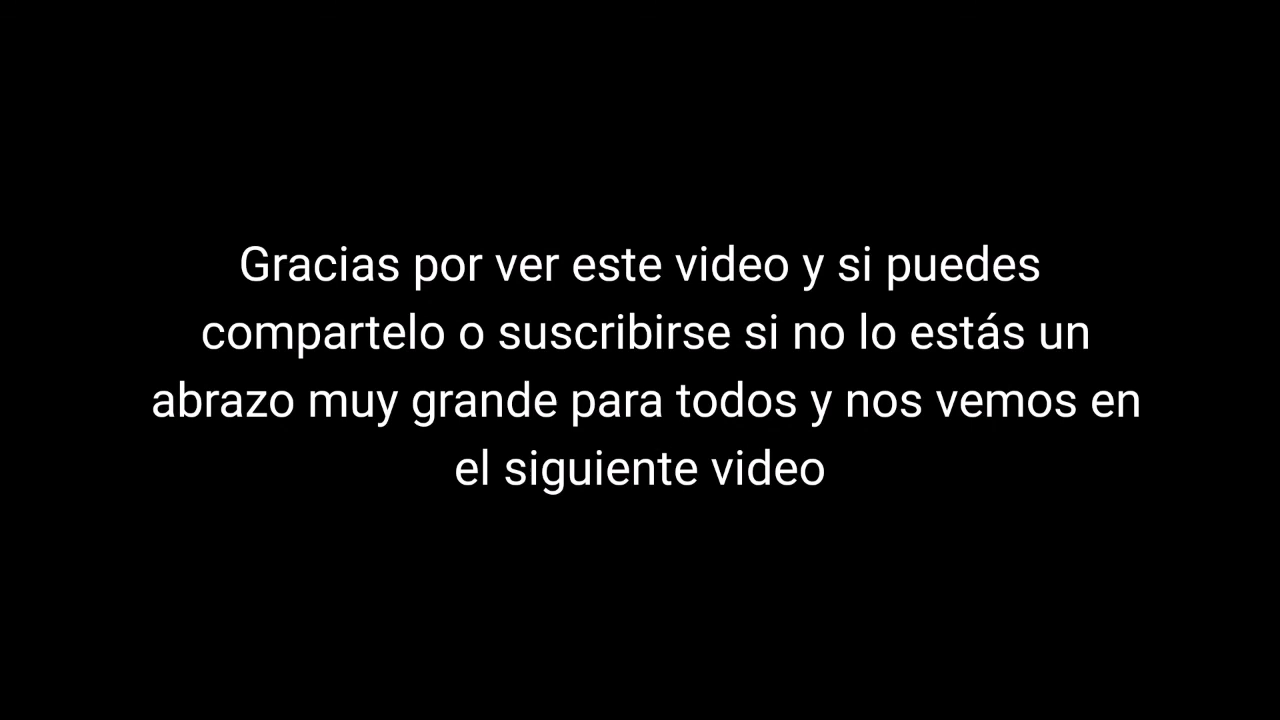 Gracias por ver este video y si puedes
compartelo o suscribirse si no lo estás un
abrazo muy grande para todos y nos vemos en
el siguiente video